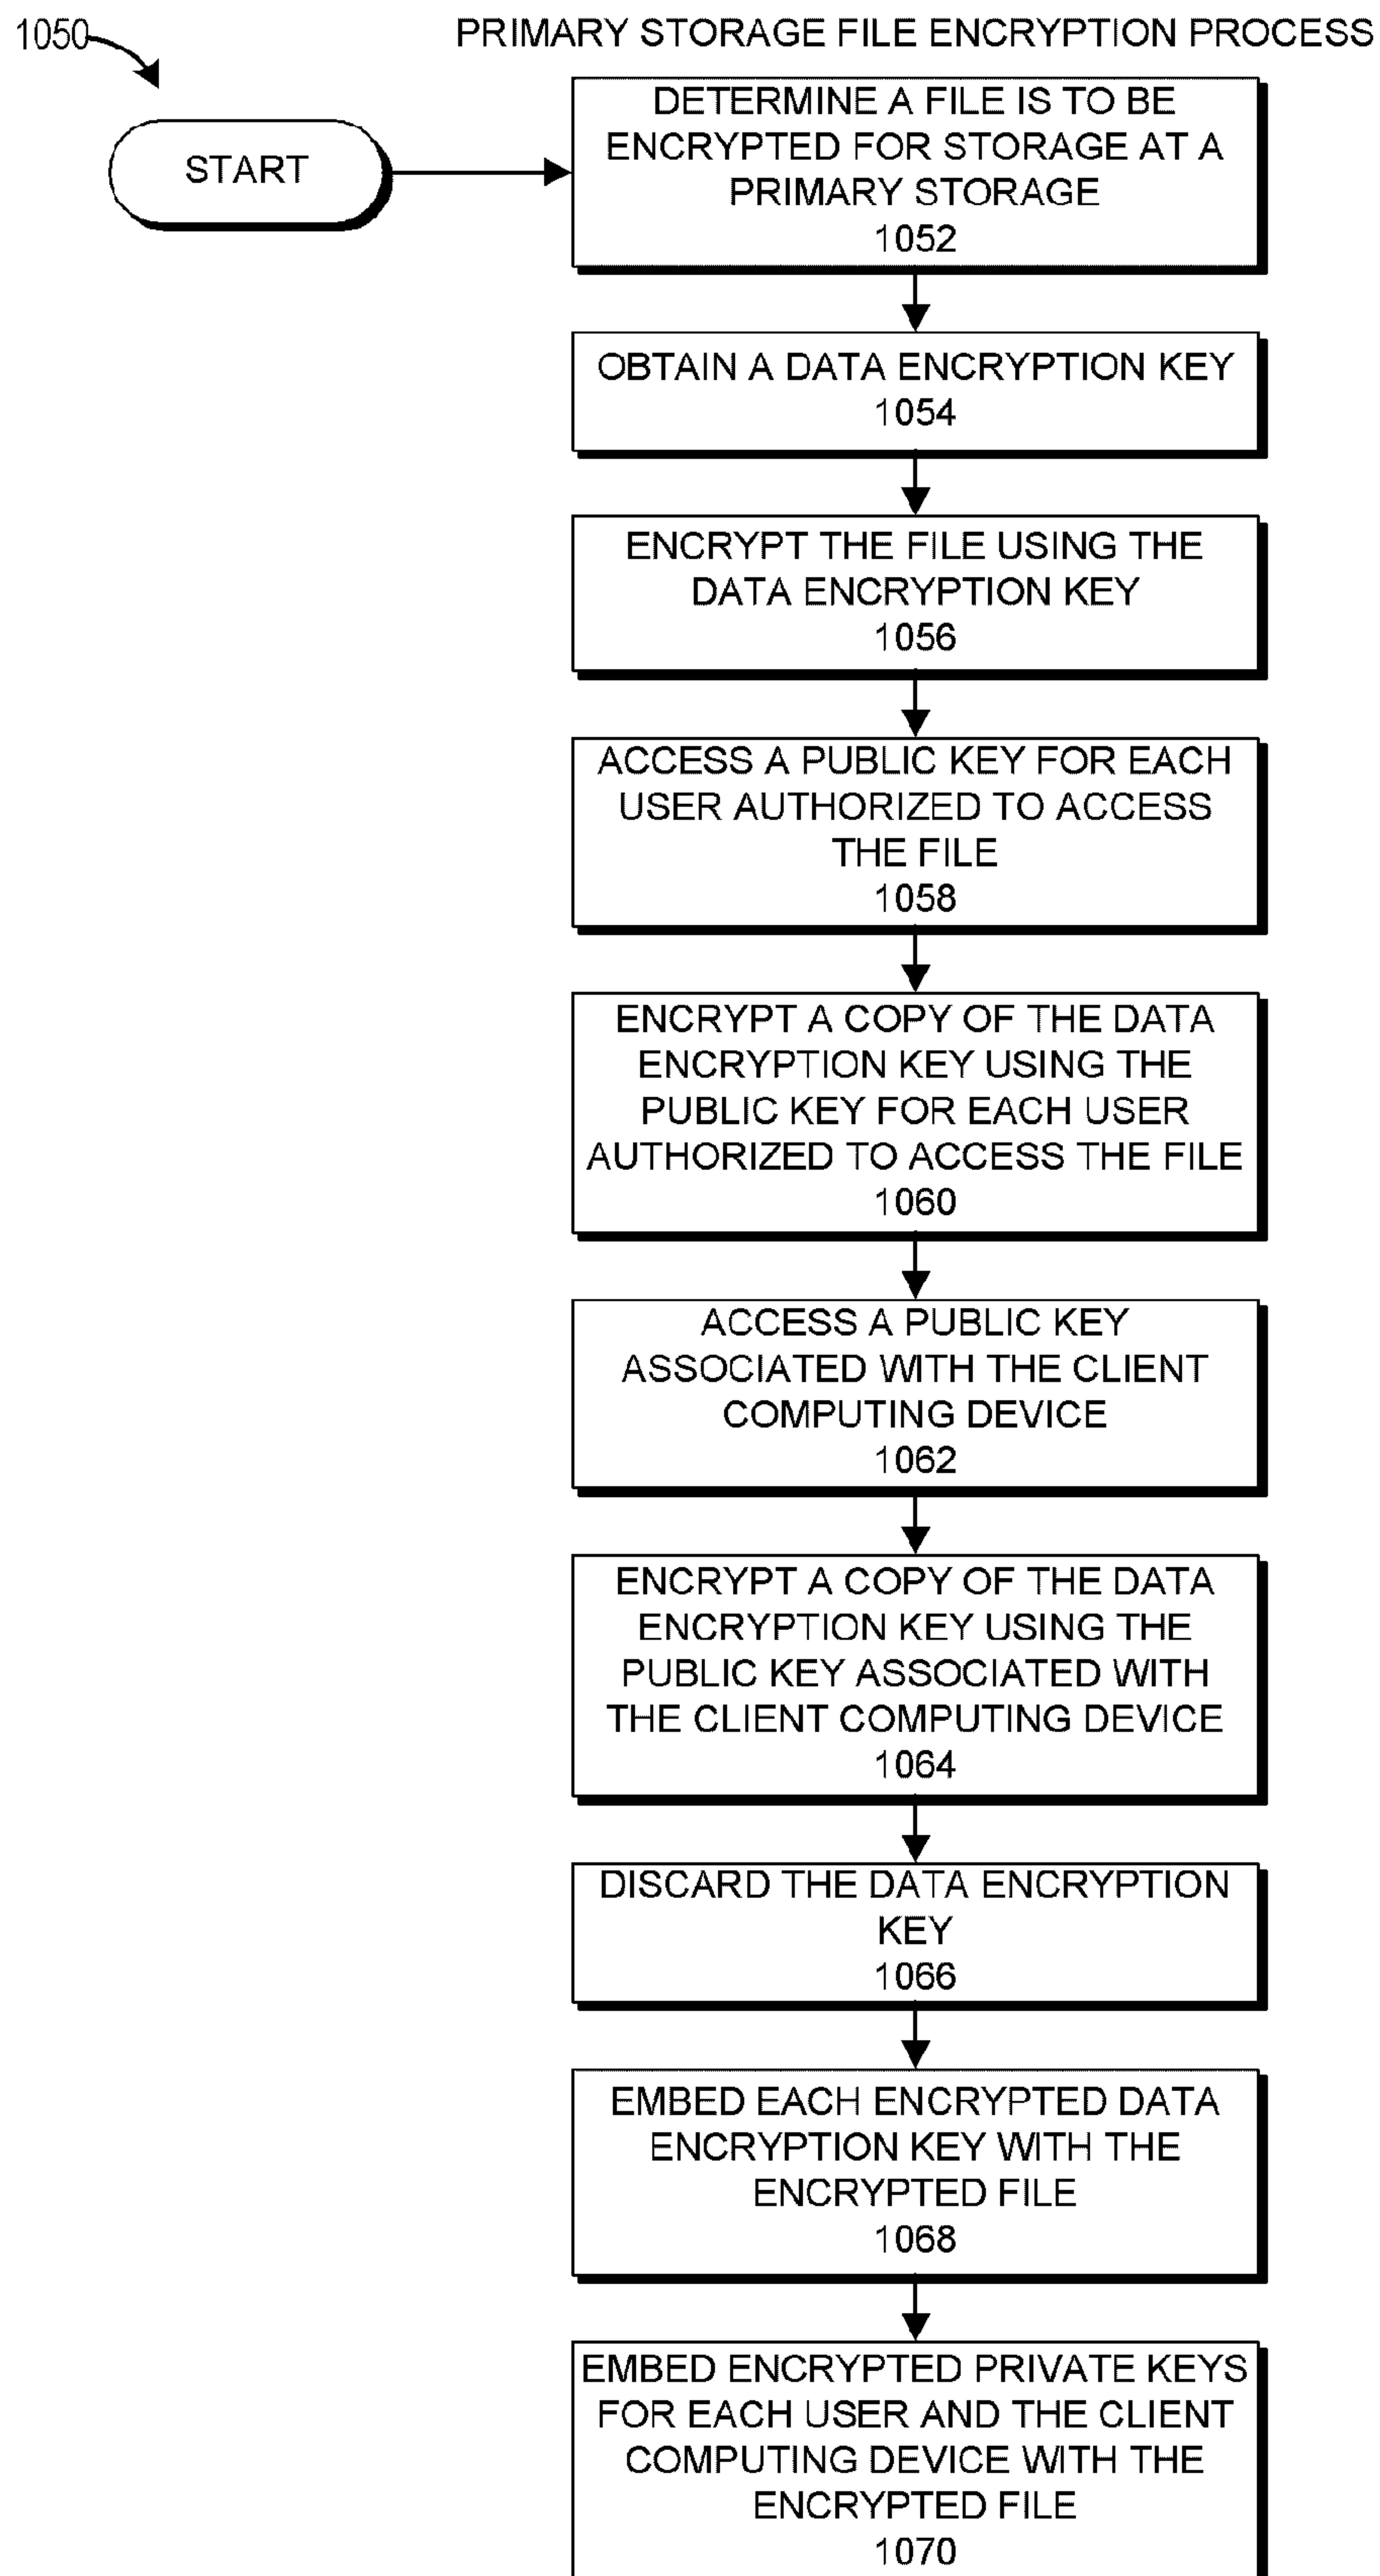 1050
PRIMARY STORAGE FILE ENCRYPTION PROCESS
START
DETERMINE A FILE IS TO BE
ENCRYPTED FOR STORAGE AT A
PRIMARY STORAGE
1052
OBTAIN A DATA ENCRYPTION KEY
1054
ENCRYPT THE FILE USING THE
DATA ENCRYPTION KEY
1056
ACCESS A PUBLIC KEY FOR EACH
USER AUTHORIZED TO ACCESS
THE FILE
1058
ENCRYPT A COPY OF THE DATA
ENCRYPTION KEY USING THE
PUBLIC KEY FOR EACH USER
AUTHORIZED TO ACCESS THE FILE
1060
ACCESS A PUBLIC KEY
ASSOCIATED WITH THE CLIENT
COMPUTING DEVICE
1062
ENCRYPT A COPY OF THE DATA
ENCRYPTION KEY USING THE
PUBLIC KEY ASSOCIATED WITH
THE CLIENT COMPUTING DEVICE
1064
DISCARD THE DATA ENCRYPTION
KEY
1066
EMBED EACH ENCRYPTED DATA
ENCRYPTION KEY WITH THE
ENCRYPTED FILE
1068
EMBED ENCRYPTED PRIVATE KEYS
FOR EACH USER AND THE CLIENT
COMPUTING DEVICE WITH THE
ENCRYPTED FILE
1070